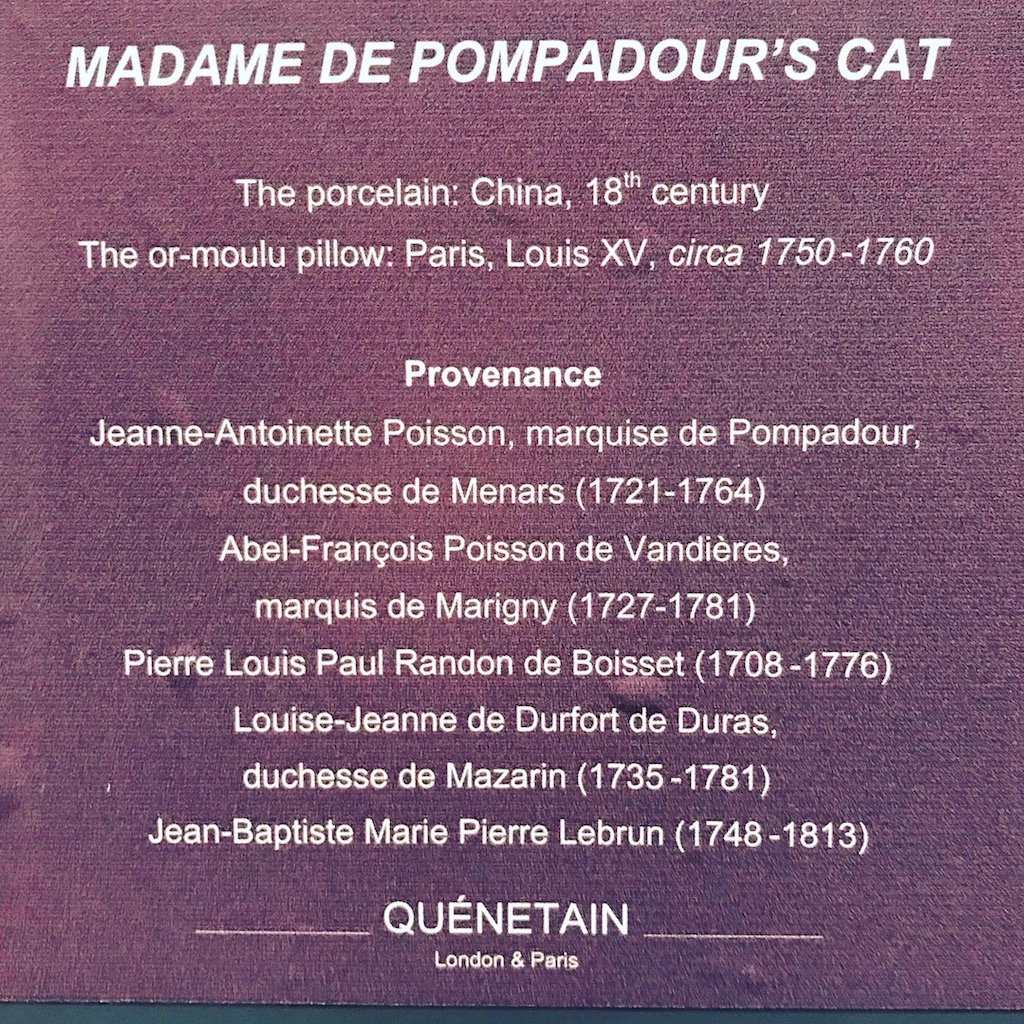 MADAME DE POMPADOUR'S CAT
The porcelain: China, 18th century
The or-moulu pillow: Paris, Louis XV, circa 1750-1760
Provenance
Jeanne-Antoinette Poisson, marquise de Pompadour,
duchesse de Menars (1721-1764)
Abel-François Poisson de Vandières,
marquis de Marigny (1727-1781)
Pierre Louis Paul Randon de Boisset (1708-1776)
Louise-Jeanne de Durfort de Duras,
duchesse de Mazarin (1735-1781)
Jean-Baptiste Marie Pierre Lebrun (1748-1813)
QUÉNETAIN
London & Paris